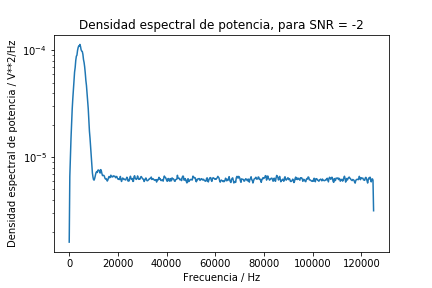 Densidad espectral de potencia, para SNR = -2
Densidad espectral de potencia / V**2/Hz
10⁻⁴
10⁻⁵
0 20000 40000 60000 80000 100000 120000
Frecuencia / Hz